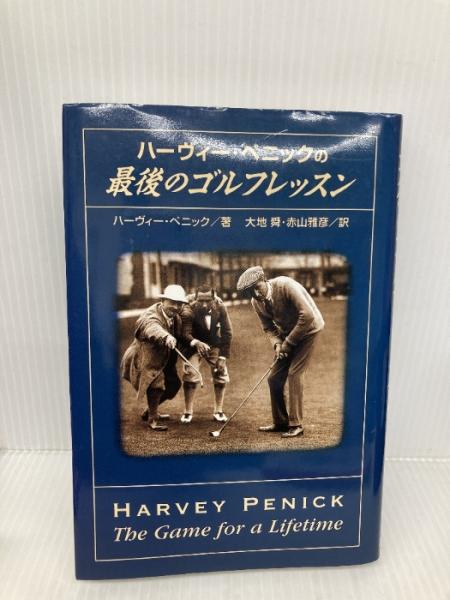 ハーヴィー・ペニックの
最後のゴルフレッスン
ハーヴィー・ペニック／著　大地 舜・赤山雅彦／訳
HARVEY PENICK
The Game for a Lifetime